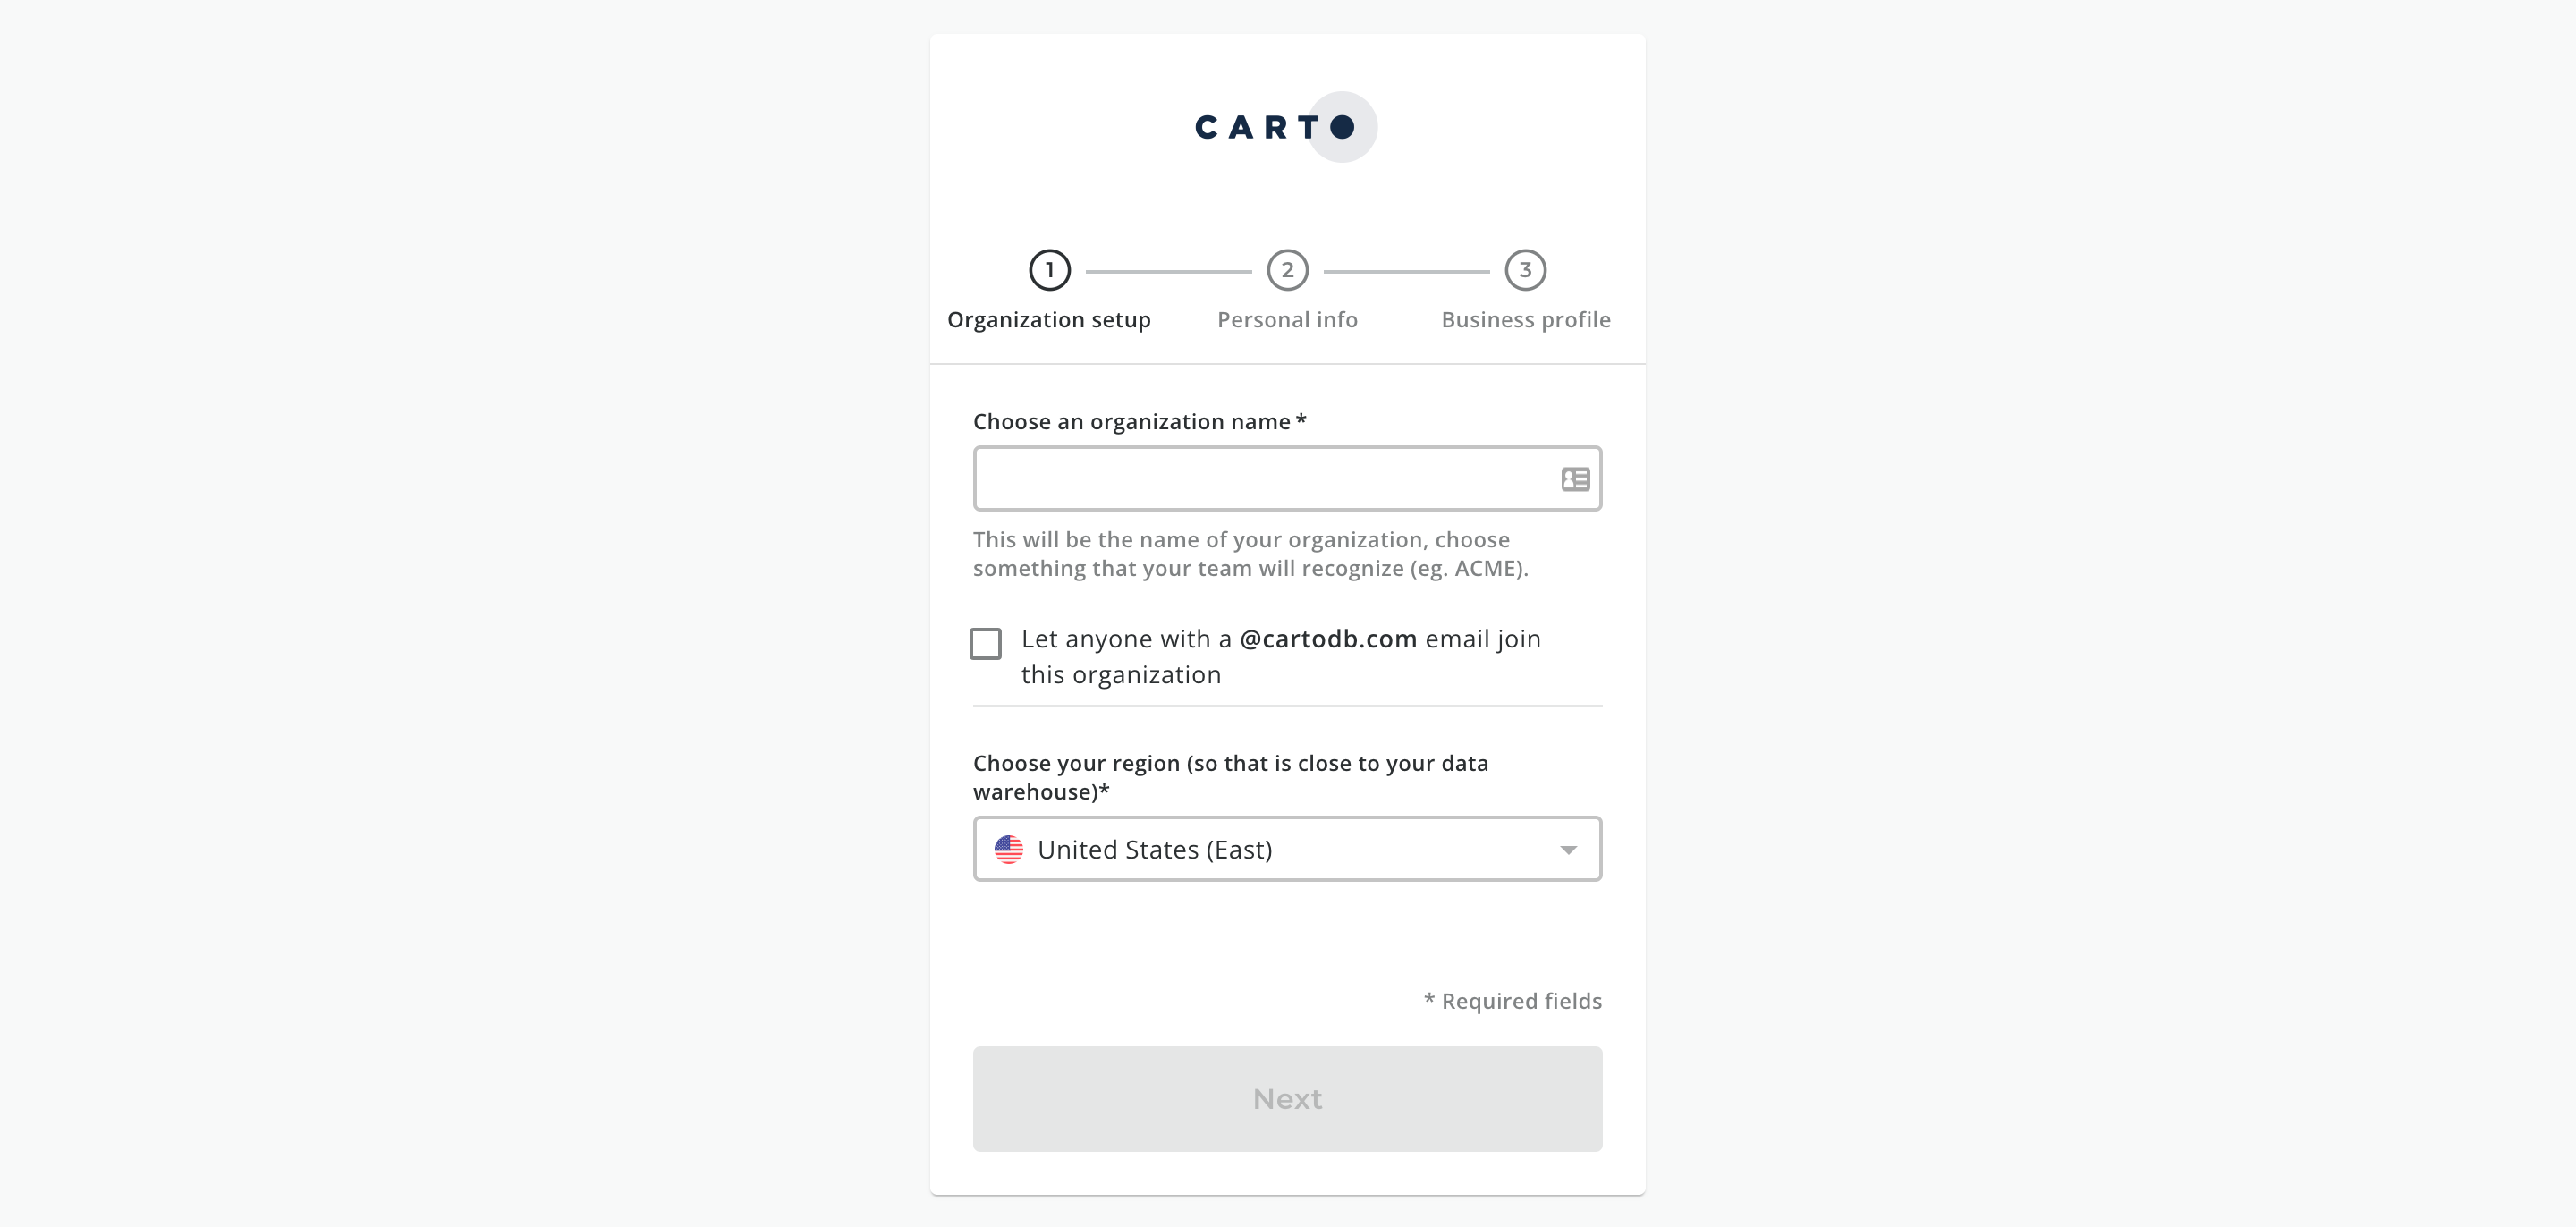 CARTO
1
2
3
Organization setup
Personal info
Business profile
Choose an organization name *
This will be the name of your organization, choose
something that your team will recognize (eg. ACME).
Let anyone with a @cartodb.com email join
this organization
Choose your region (so that is close to your data
warehouse)*
United States (East)
* Required fields
Next